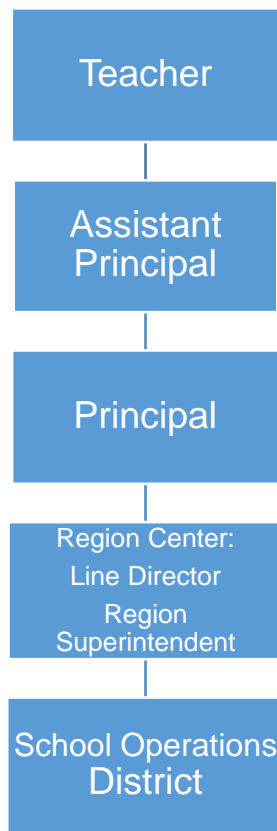 Teacher
Assistant
Principal
Principal
Region Center:
Line Director
Region
Superintendent
School Operations
District